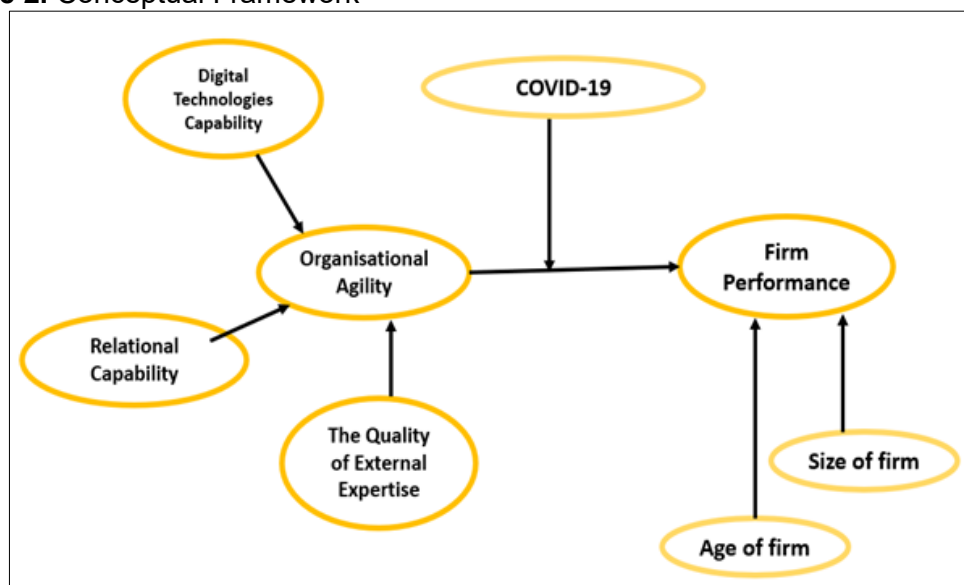 2. Conceptual Framework
Digital
Technologies
Capability
COVID-19
Organisational
Agility
Firm
Performance
Relational
Capability
The Quality
of External
Expertise
Size of firm
Age of firm